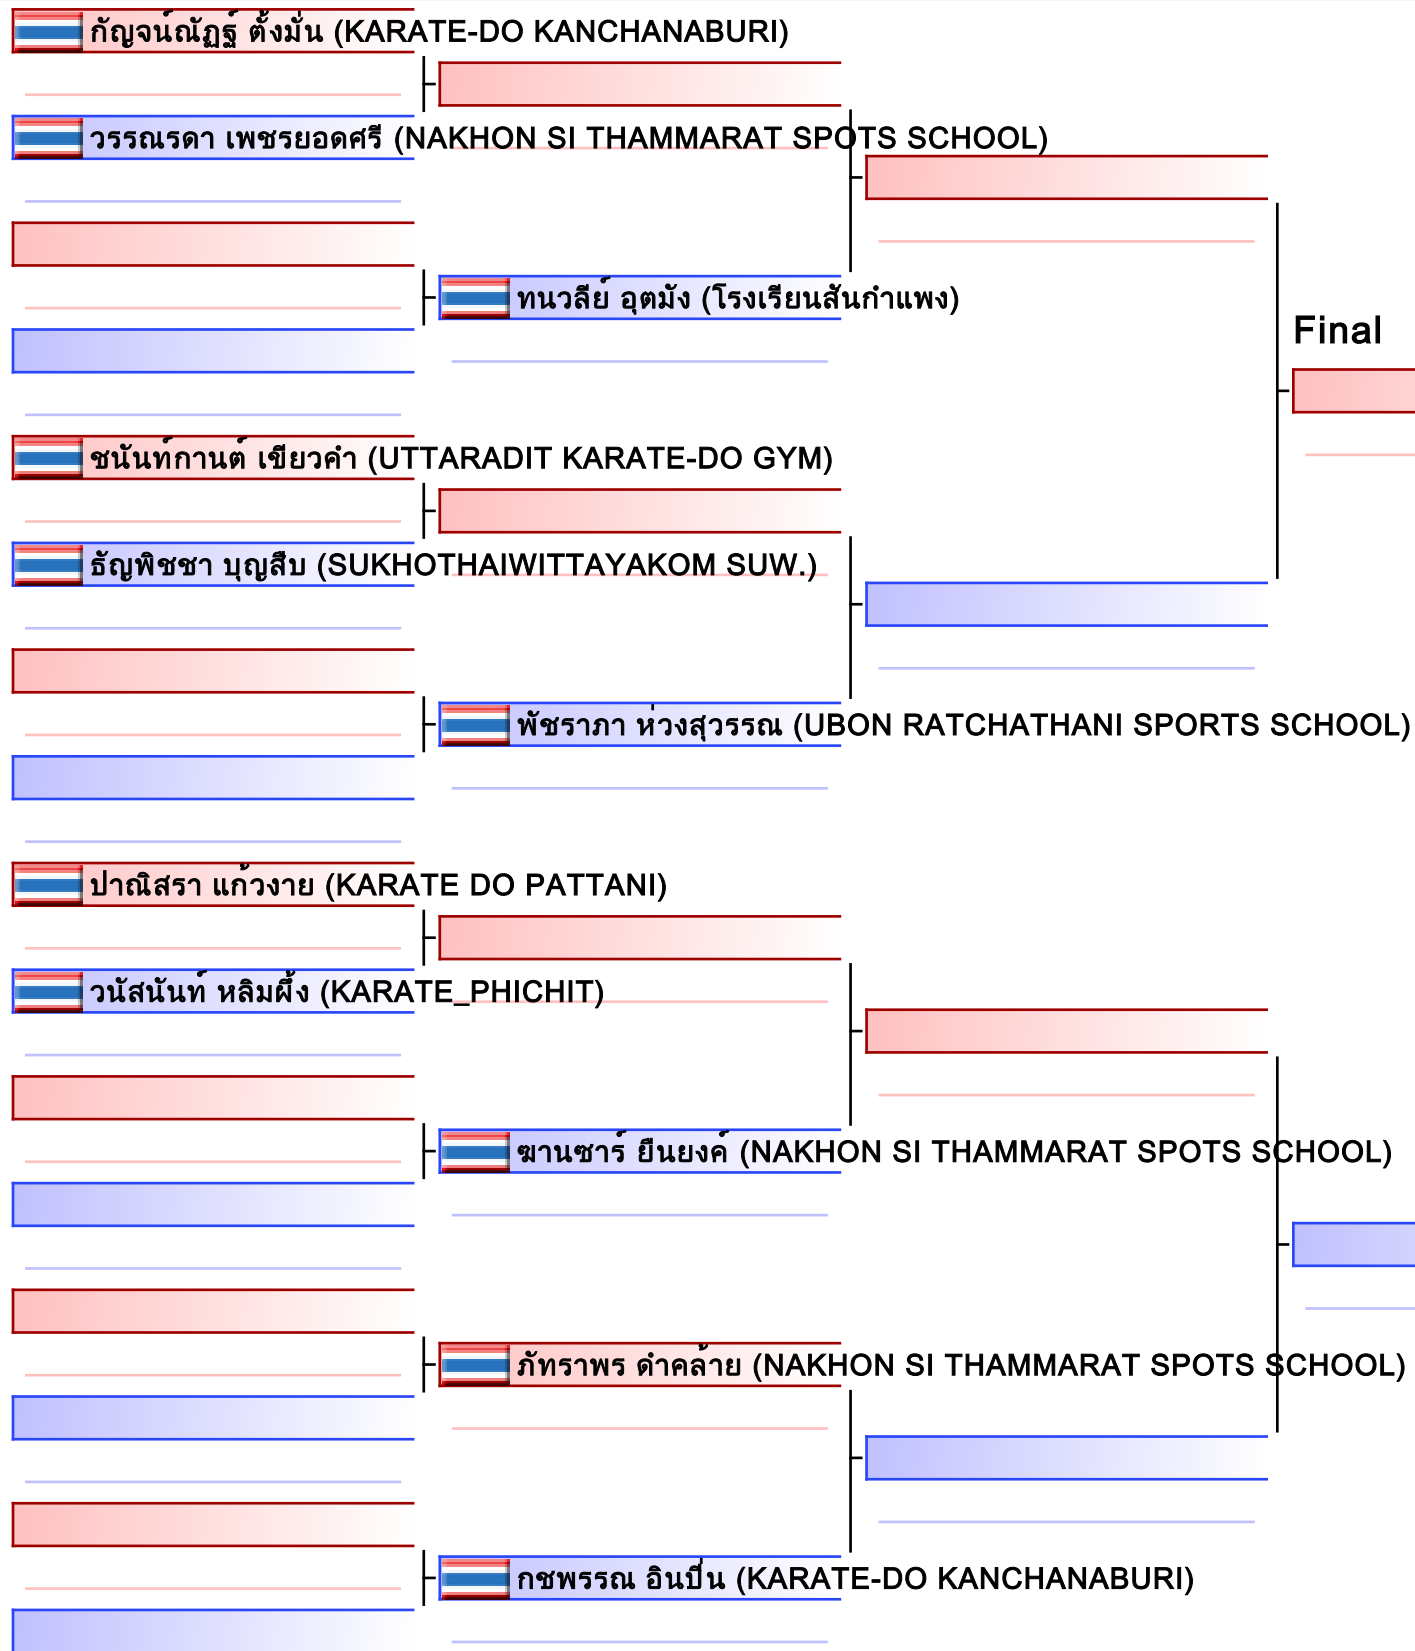 กัญจน์ณัฏฐ์ ตั้งมั่น (KARATE-DO KANCHANABURI)
วรรณรดา เพชรยอดศรี (NAKHON SI THAMMARAT SPOTS SCHOOL)
ทนวลีย์ อุตมัง (โรงเรียนสันกำแพง)
Final
ชนันท์กานต์ เขียวคำ (UTTARADIT KARATE-DO GYM)
ธัญพิชชา บุญสืบ (SUKHOTHAIWITTAYAKOM SUW.)
พัชราภา ห่วงสุวรรณ (UBON RATCHATHANI SPORTS SCHOOL)
ปาณิสรา แก้วงาย (KARATE DO PATTANI)
วนัสนันท์ หลิมผึ้ง (KARATE_PHICHIT)
ฆานซาร์ ยืนยงค์ (NAKHON SI THAMMARAT SPOTS SCHOOL)
ภัทราพร ดำคล้าย (NAKHON SI THAMMARAT SPOTS SCHOOL)
กชพรรณ อินบี่น (KARATE-DO KANCHANABURI)